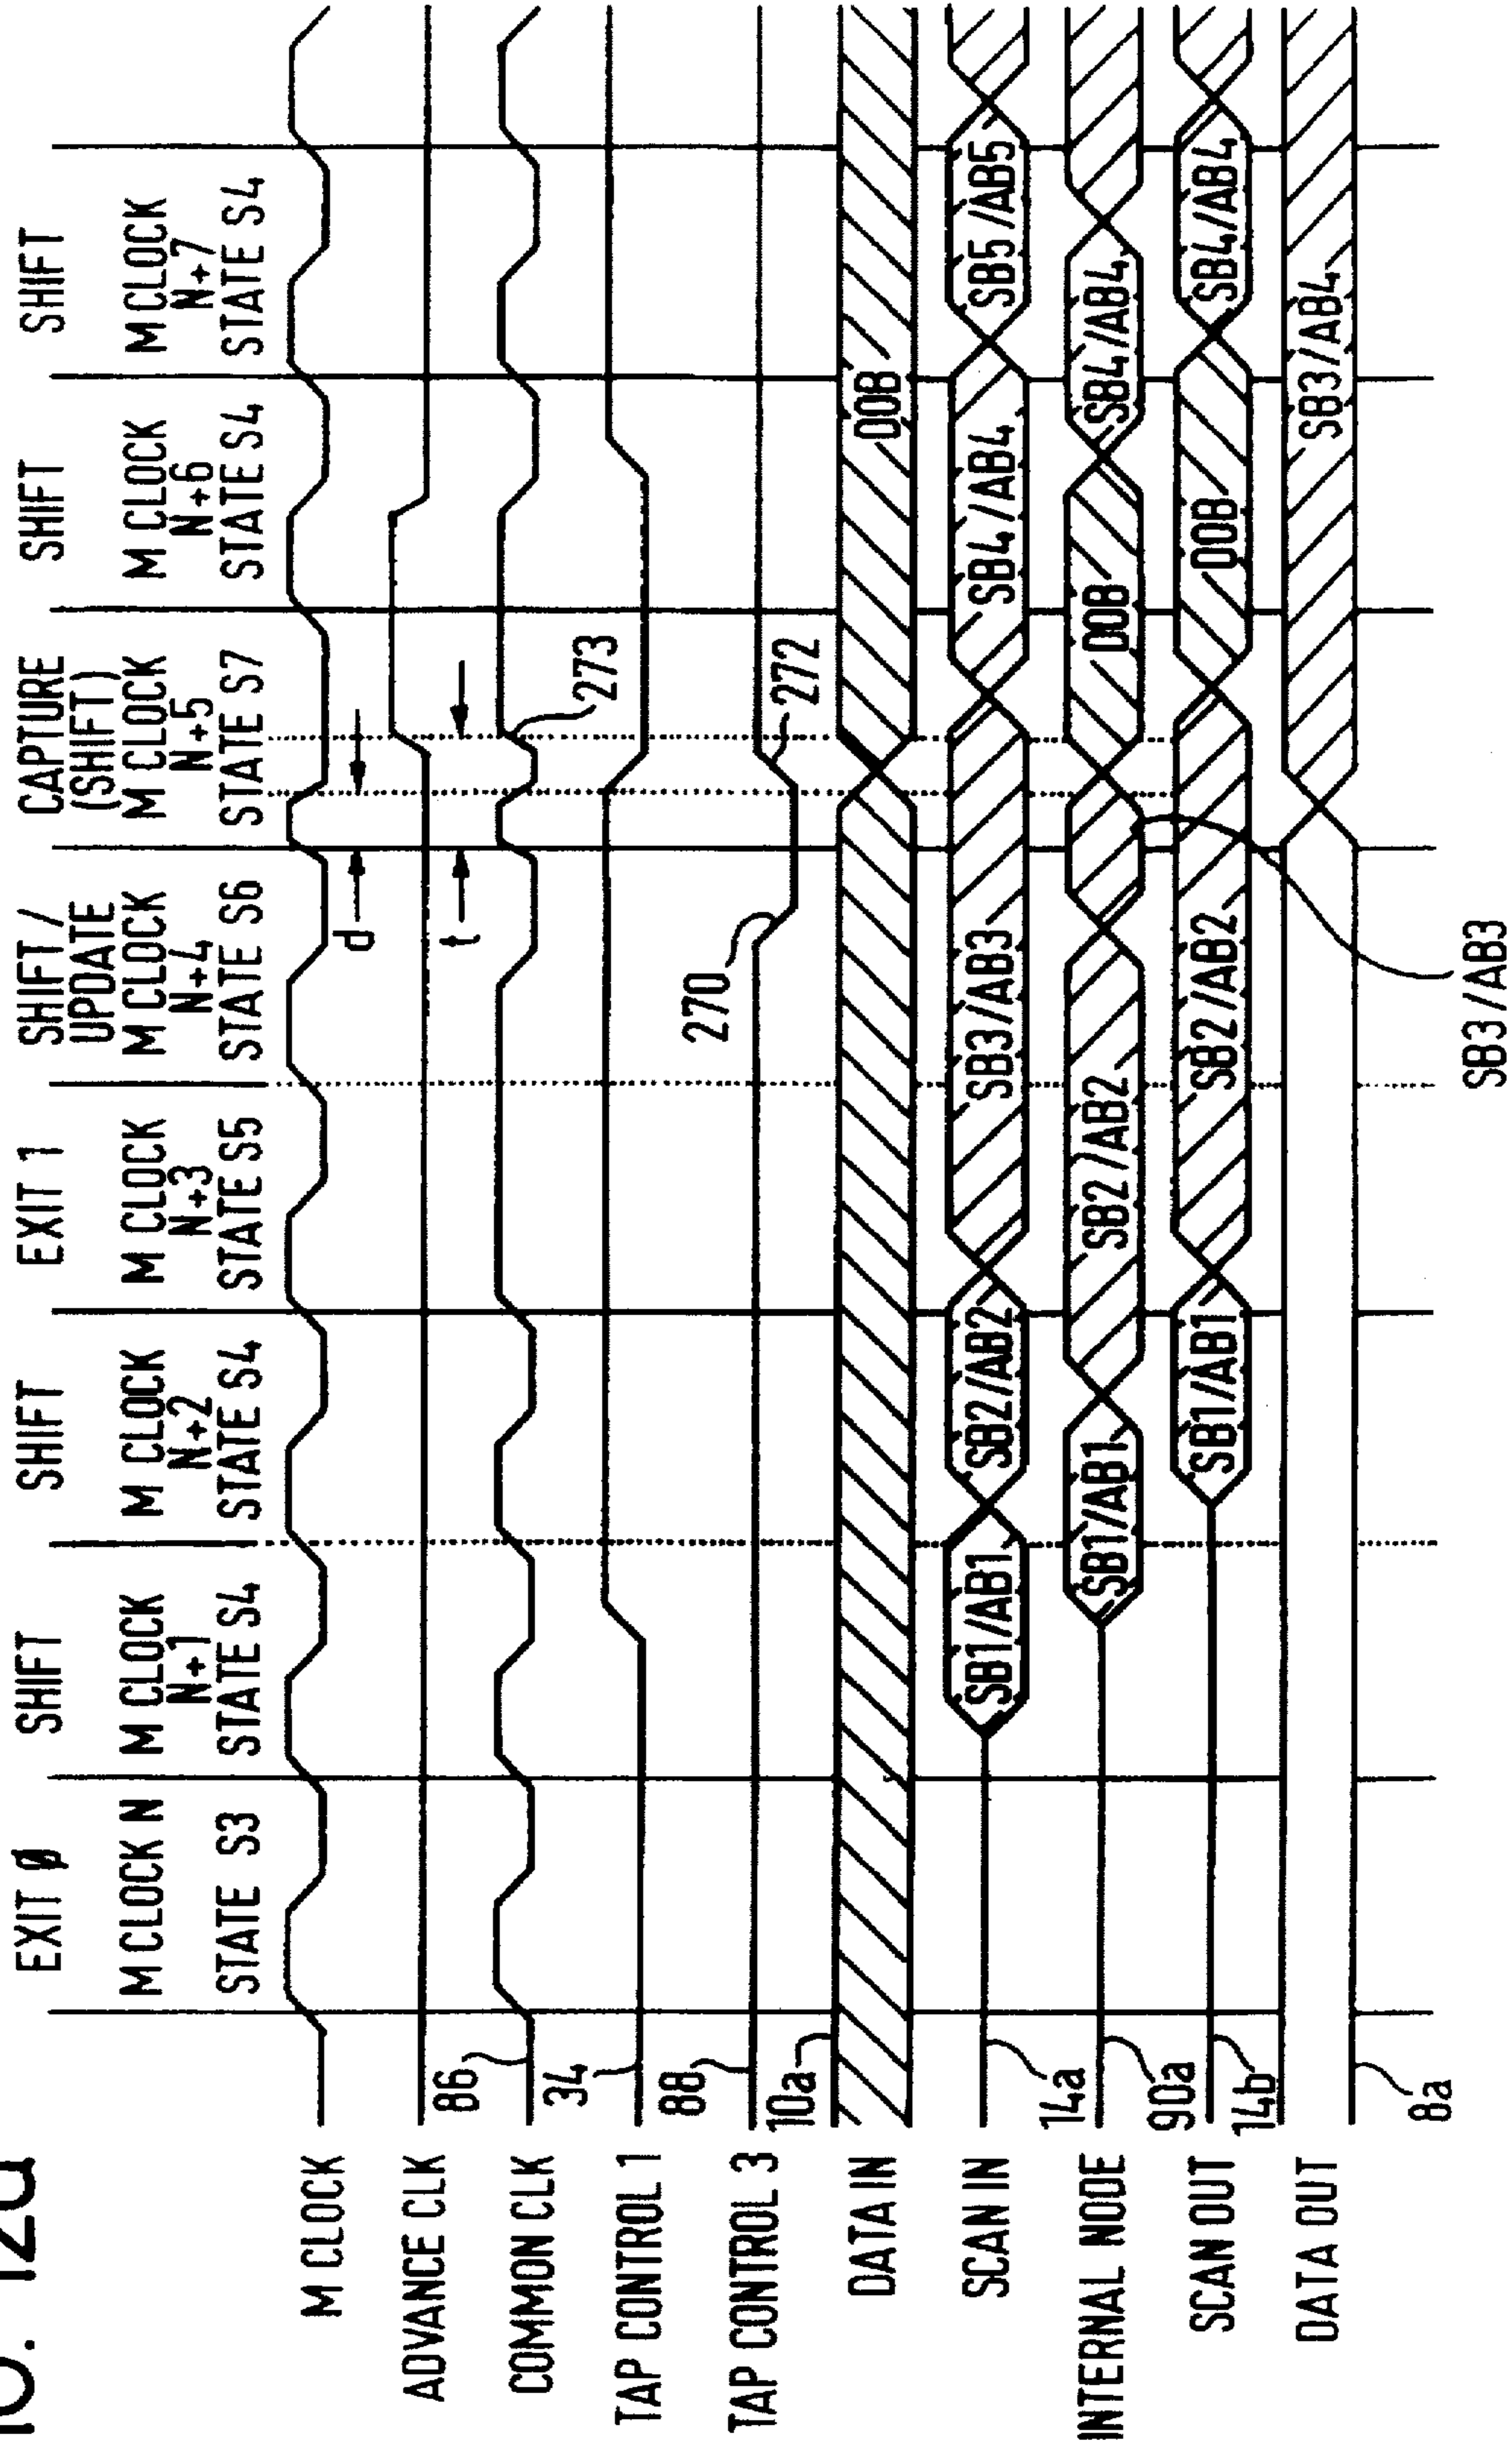 FIG. 12a
EXIT Ø
M CLOCK N
STATE S3
SHIFT
M CLOCK
N+1
STATE S4
SHIFT
M CLOCK
N+2
STATE S4
EXIT 1
M CLOCK
N+3
STATE S5
SHIFT/
UPDATE
M CLOCK
N+4
STATE S6
CAPTURE
(SHIFT)
M CLOCK
N+5
STATE S7
SHIFT
M CLOCK
N+6
STATE S4
SHIFT
M CLOCK
N+7
STATE S4
M CLOCK
d
ADVANCE CLK
t
COMMON CLK
86
273
TAP CONTROL 1
34
TAP CONTROL 3
88
270
272
DATA IN
10a
DOB
SCAN IN
14a
SB1/AB1
SB2/AB2
SB3/AB3
SB4/AB4
SB5/AB5
INTERNAL NODE
90a
SB1/AB1
SB2/AB2
DOB
SB4/AB4
SCAN OUT
14b
SB1/AB1
SB2/AB2
DOB
SB4/AB4
DATA OUT
8a
SB3/AB4
SB3/AB3